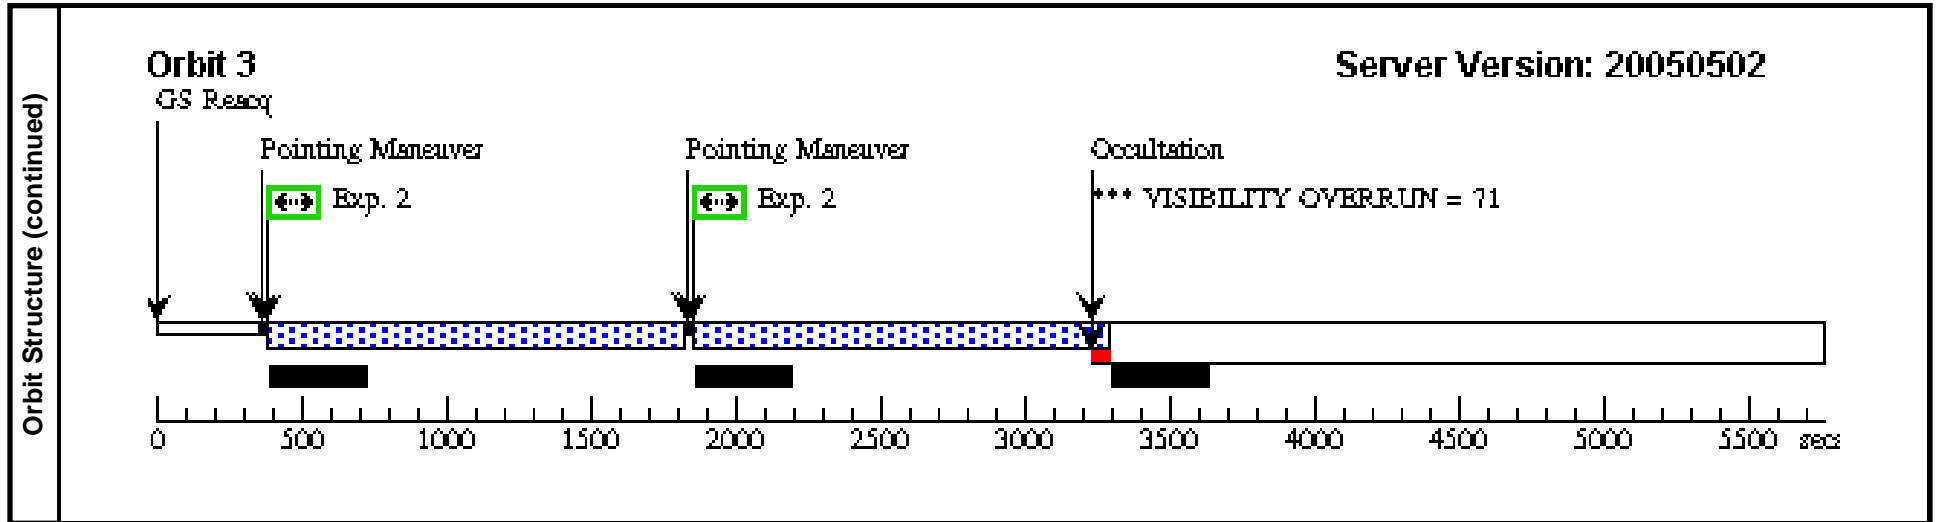 Orbit Structure (continued)
Orbit 3
Server Version: 20050502
GS Reacq
Pointing Maneuver
Pointing Maneuver
Occultation
Exp. 2
Exp. 2
*** VISIBILITY OVERRUN = 71
0 500 1000 1500 2000 2500 3000 3500 4000 4500 5000 5500 secs